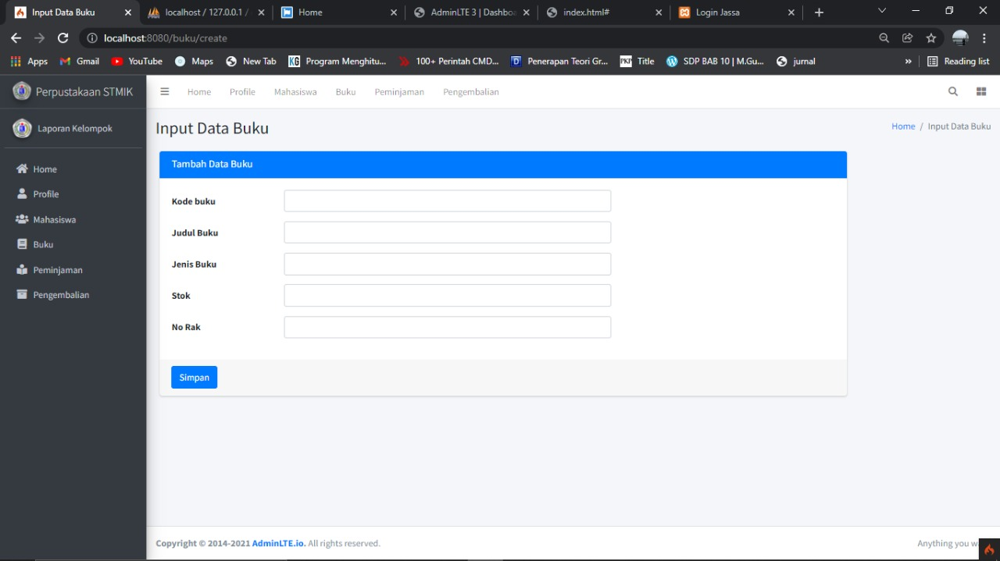 Input Data Buku
localhost / 127.0.0.1 /
Home
AdminLTE 3 | Dashboa
index.html#
Login Jassa
localhost:8080/buku/create
Apps
Gmail
YouTube
Maps
New Tab
KG
Program Menghitu...
100+ Perintah CMD...
D
Penerapan Teori Gr...
PKP
Title
SDP BAB 10 | M.Gu...
jurnal
»
Reading list
Perpustakaan STMIK
Home
Profile
Mahasiswa
Buku
Peminjaman
Pengembalian
Laporan Kelompok
Home
Profile
Mahasiswa
Buku
Peminjaman
Pengembalian
Input Data Buku
Home / Input Data Buku
Tambah Data Buku
Kode buku
Judul Buku
Jenis Buku
Stok
No Rak
Simpan
Copyright © 2014-2021 AdminLTE.io. All rights reserved.
Anything you w